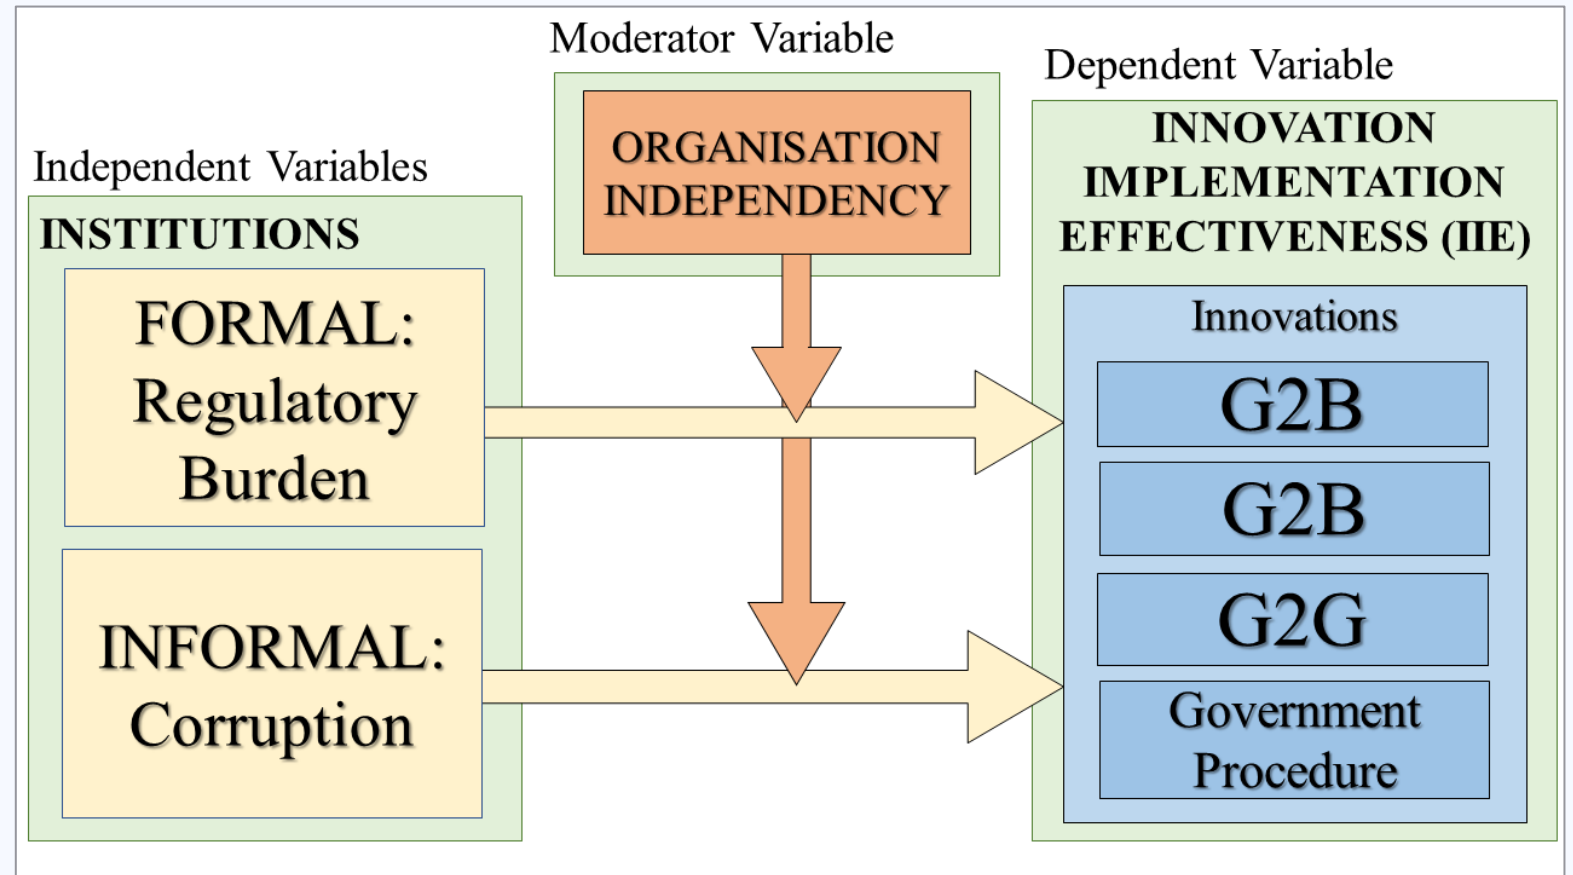 Moderator Variable
ORGANISATION
INDEPENDENCY
Dependent Variable
INNOVATION
IMPLEMENTATION
EFFECTIVENESS (IIE)
Independent Variables
INSTITUTIONS
FORMAL:
Regulatory
Burden
INFORMAL:
Corruption
Innovations
G2B
G2B
G2G
Government
Procedure